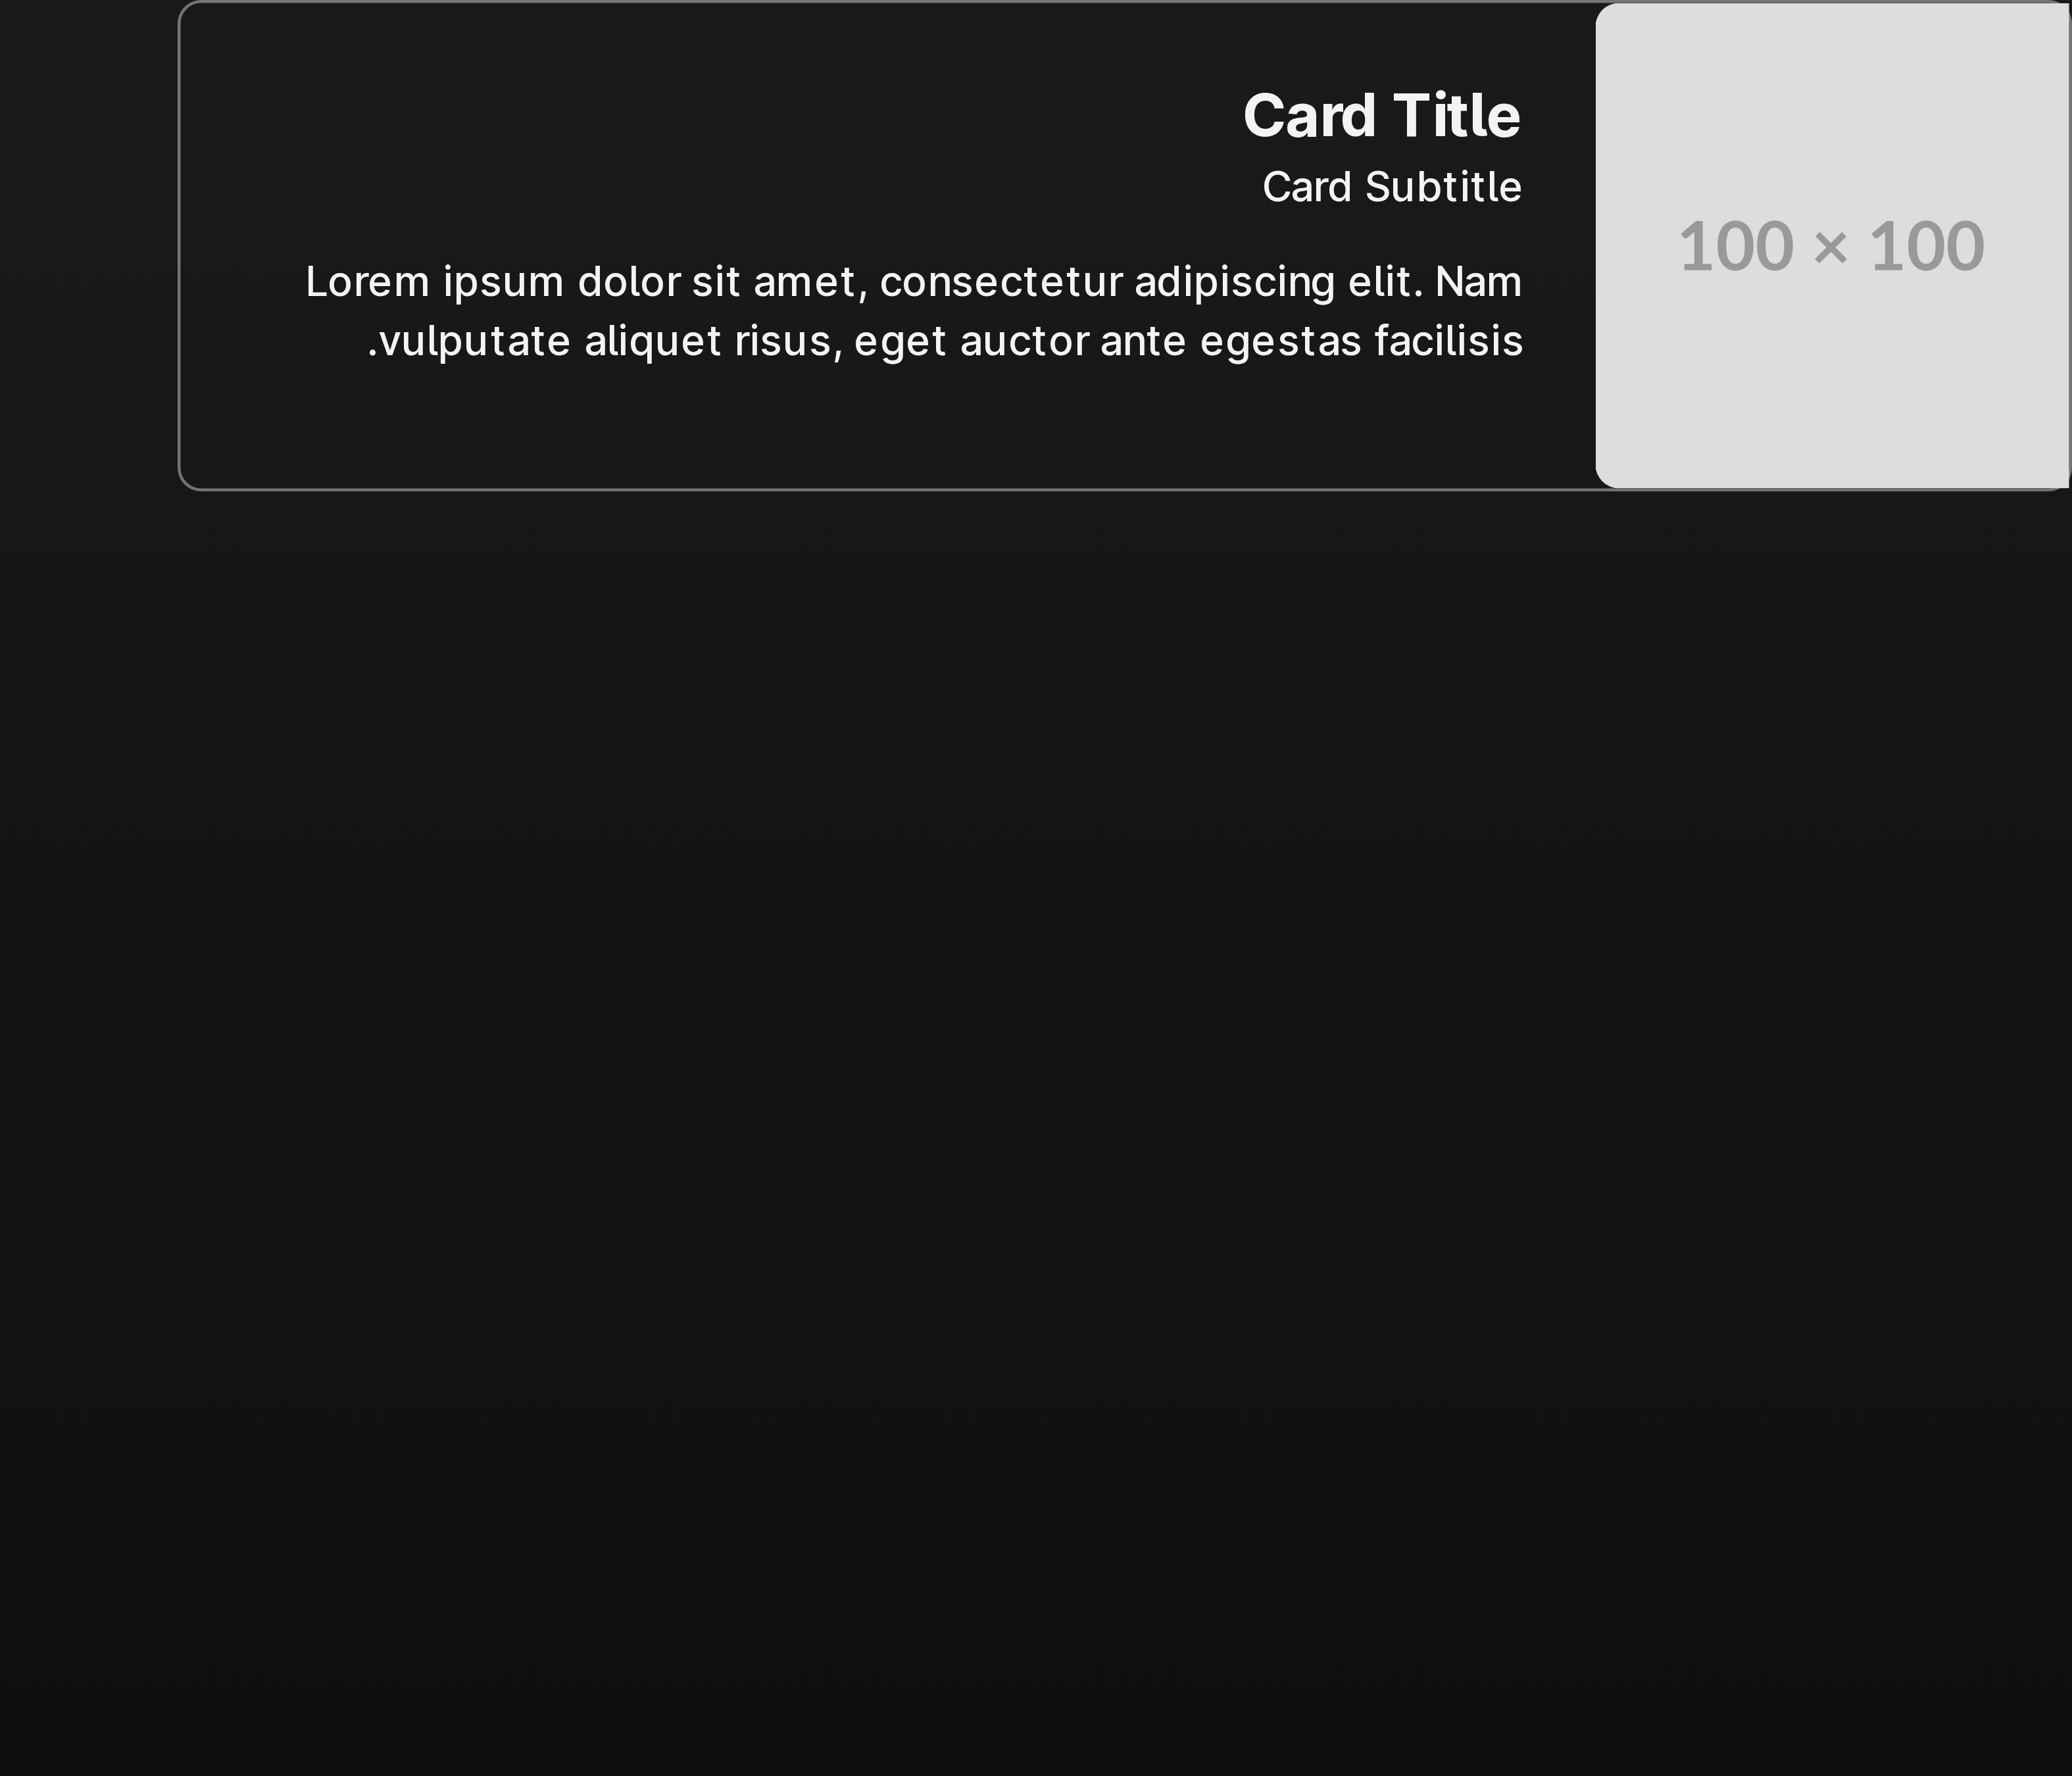 Card Title
Card Subtitle
Lorem ipsum dolor sit amet, consectetur adipiscing elit. Nam
.vulputate aliquet risus, eget auctor ante egestas facilisis
100 × 100